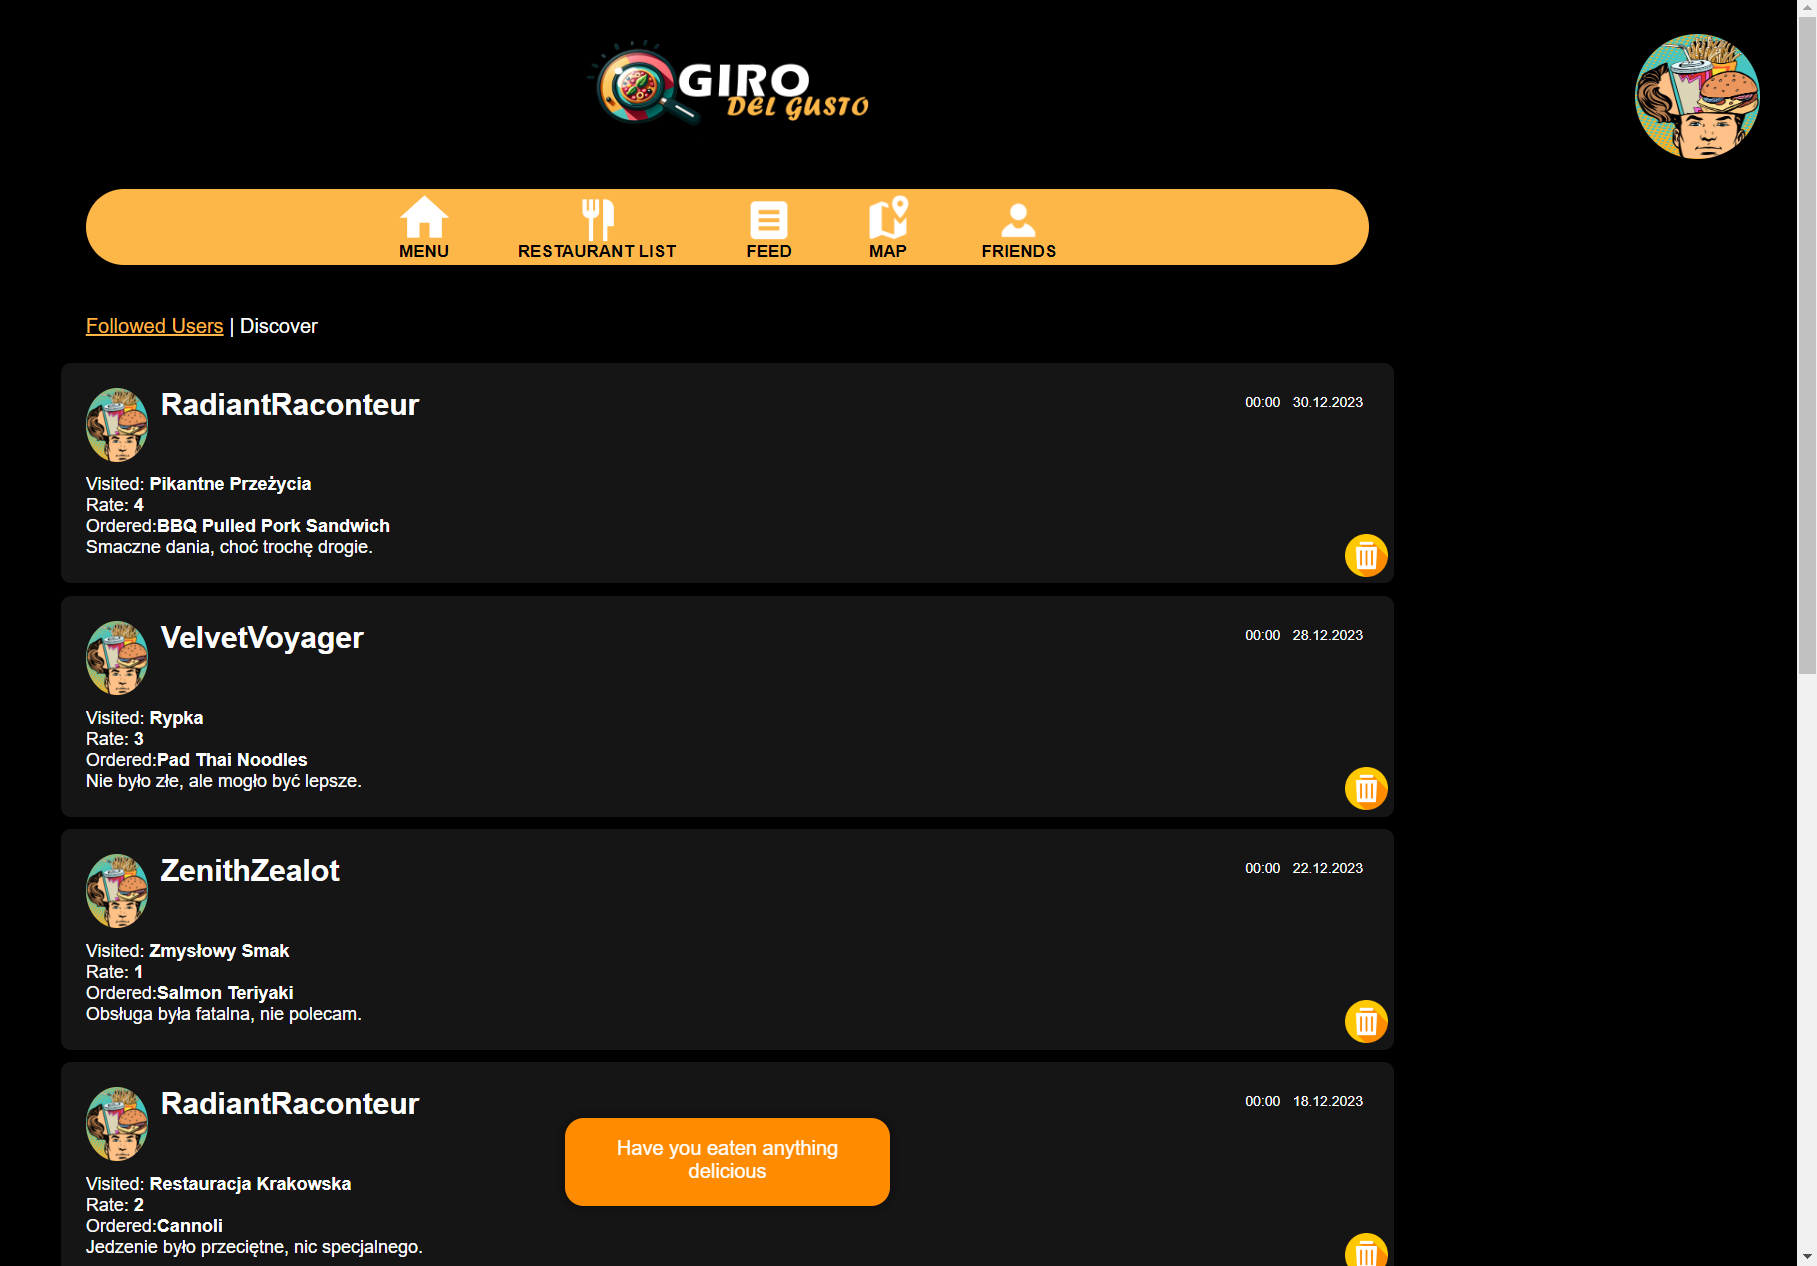 GIRO
DEL GUSTO
MENU
RESTAURANT LIST
FEED
MAP
FRIENDS
Followed Users | Discover
RadiantRaconteur
00:00 30.12.2023
Visited: Pikantne Przeżycia
Rate: 4
Ordered:BBQ Pulled Pork Sandwich
Smaczne dania, choć trochę drogie.
VelvetVoyager
00:00 28.12.2023
Visited: Rypka
Rate: 3
Ordered:Pad Thai Noodles
Nie było złe, ale mogło być lepsze.
ZenithZealot
00:00 22.12.2023
Visited: Zmysłowy Smak
Rate: 1
Ordered:Salmon Teriyaki
Obsługa była fatalna, nie polecam.
RadiantRaconteur
00:00 18.12.2023
Visited: Restauracja Krakowska
Rate: 2
Ordered:Cannoli
Jedzenie było przeciętne, nic specjalnego.
Have you eaten anything
delicious